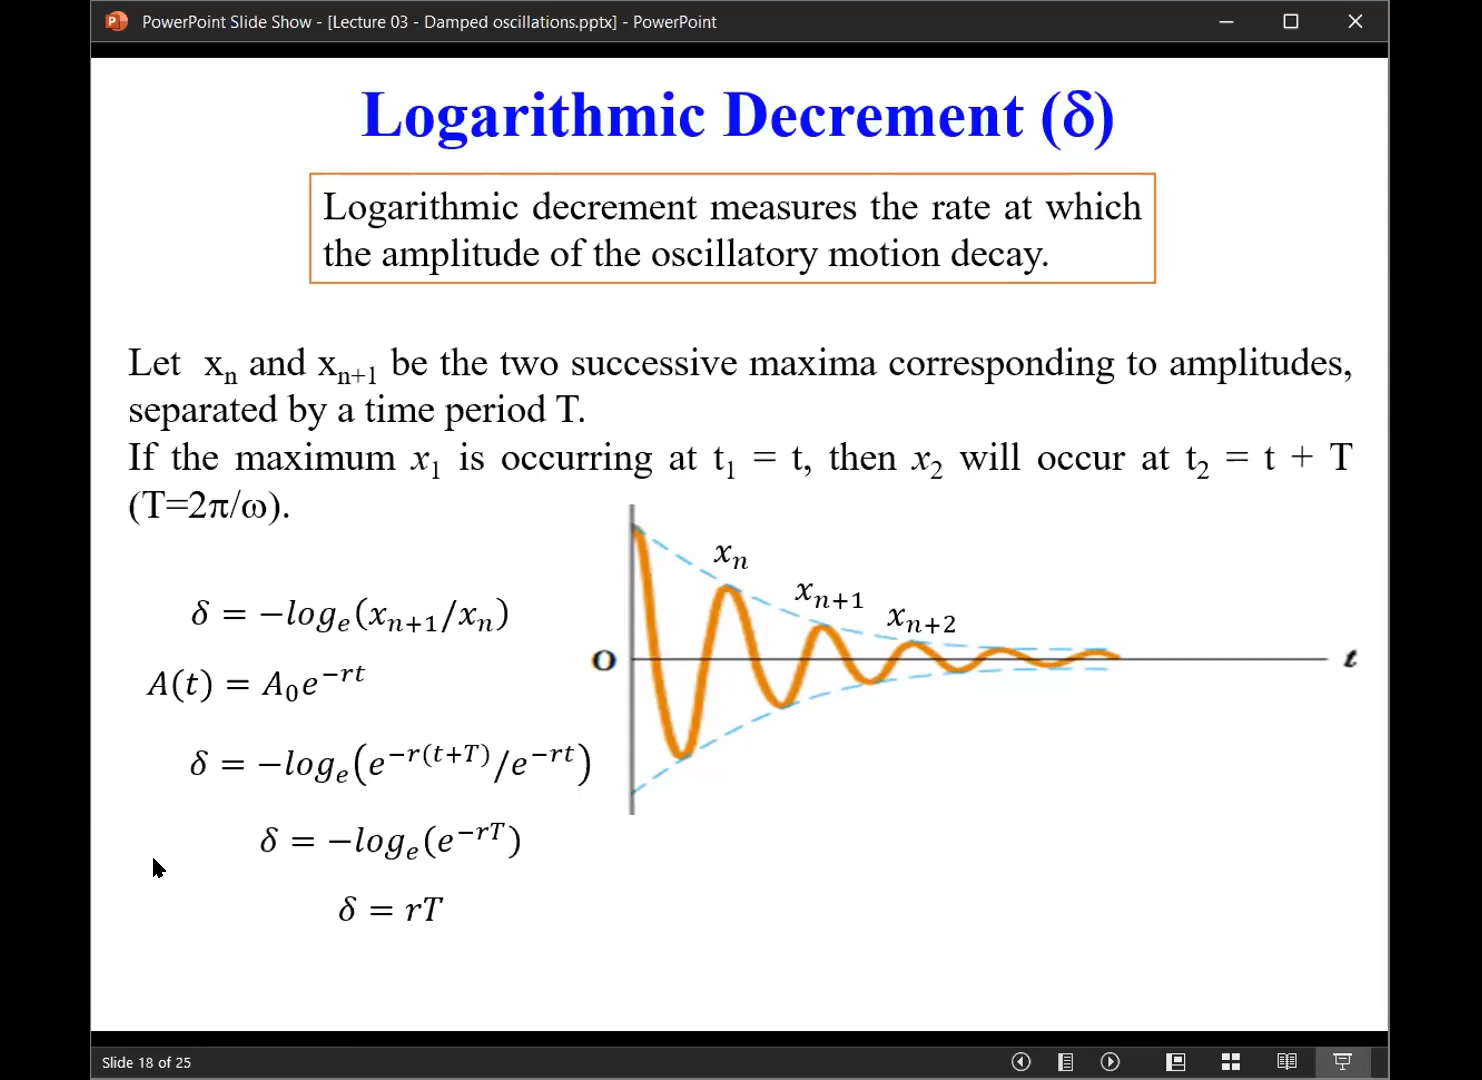 PowerPoint Slide Show - [Lecture 03 - Damped oscillations.pptx] - PowerPoint
Logarithmic Decrement (δ)
Logarithmic decrement measures the rate at which
the amplitude of the oscillatory motion decay.
Let xₙ and xₙ₊₁ be the two successive maxima corresponding to amplitudes,
separated by a time period T.
If the maximum x₁ is occurring at t₁ = t, then x₂ will occur at t₂ = t + T
(T=2π/ω).
xₙ
xₙ₊₁
xₙ₊₂
O
t
δ = −logₑ(xₙ₊₁/xₙ)
A(t) = A₀e^{−rt}
δ = −logₑ(e^{−r(t+T)}/e^{−rt})
δ = −logₑ(e^{−rT})
δ = rT
Slide 18 of 25